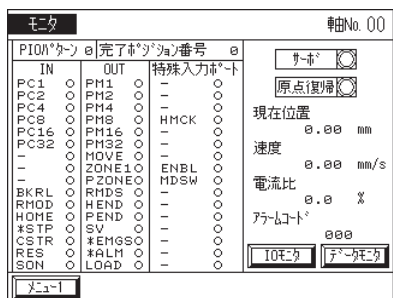 モニタ 軸No. 00
PIOパターン 0 完了ポジション番号 0
IN OUT 特殊入力ポート
PC1 ○ PM1 ○ - ○
PC2 ○ PM2 ○ - ○
PC4 ○ PM4 ○ - ○
PC8 ○ PM8 ○ HMCK ○
PC16 ○ PM16 ○ - ○
PC32 ○ PM32 ○ - ○
- ○ MOVE ○ - ○
- ○ ZONE1○ ENBL ○
- ○ PZONE○ MDSW ○
BKRL ○ RMDS ○ - ○
RMOD ○ HEND ○ - ○
HOME ○ PEND ○ - ○
*STP ○ SV ○ - ○
CSTR ○ *EMGS○ - ○
RES ○ *ALM ○ - ○
SON ○ LOAD ○ - ○
サーボ ○
原点復帰○
現在位置
0.00 mm
速度
0.00 mm/s
電流比
0.0 %
アラームコード
000
IOモニタ データモニタ
メニュー1